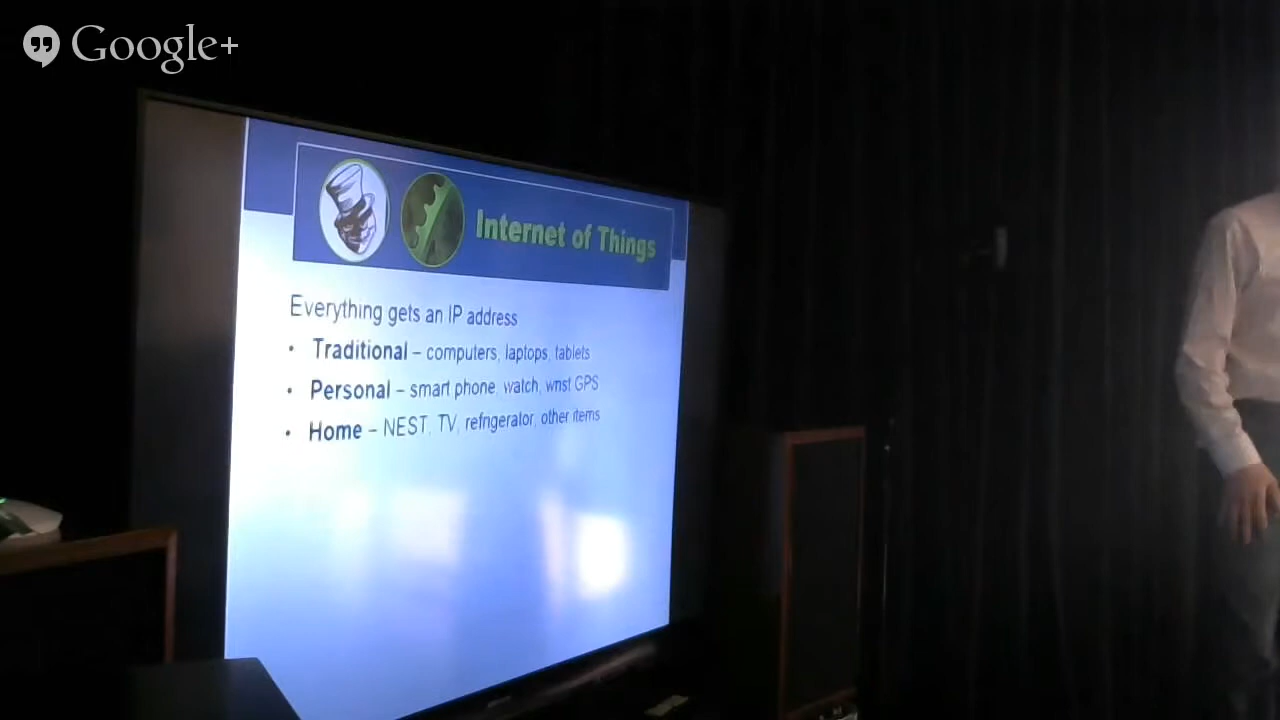 Google+
Internet of Things
Everything gets an IP address
• Traditional – computers, laptops, tablets
• Personal – smart phone, watch, wrist GPS
• Home – NEST, TV, refrigerator, other items